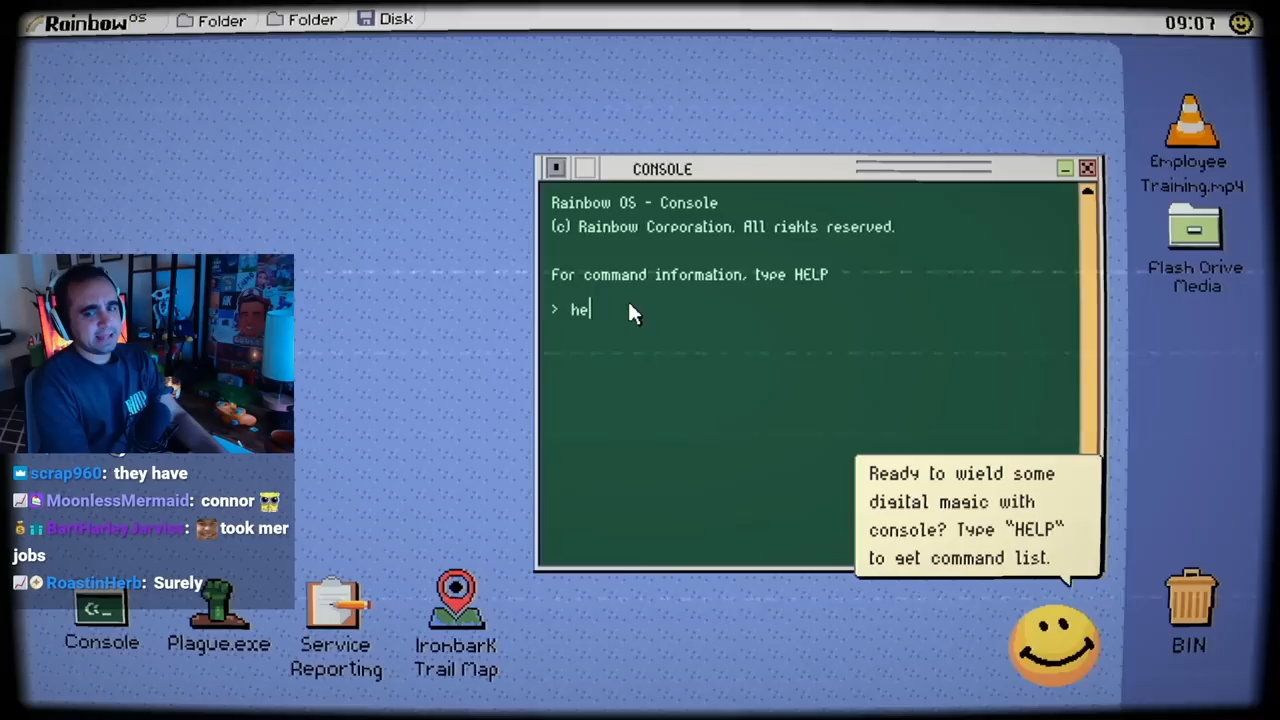 Rainbow OS
Folder
Folder
Disk
09:07
Employee
Training.mp4
Flash Drive
Media
CONSOLE
Rainbow OS - Console
(c) Rainbow Corporation. All rights reserved.
For command information, type HELP
> he
Ready to wield some
digital magic with
console? Type "HELP"
to get command list.
scrap960: they have
MoonlessMermaid: connor
BartHarleyJarviss: took mer
jobs
RoastinHerb: Surely
Console
Plague.exe
Service
Reporting
Ironbark
Trail Map
BIN